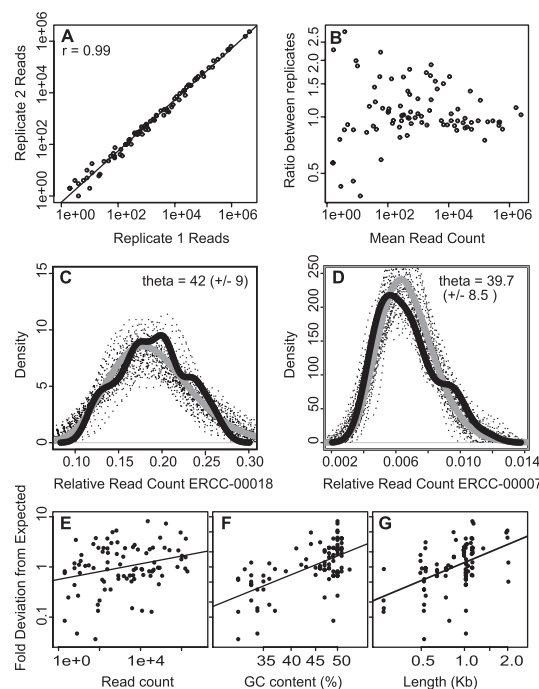 A
r = 0.99
1e+00 1e+02 1e+04 1e+06
Replicate 2 Reads
1e+00 1e+02 1e+04 1e+06
Replicate 1 Reads
B
0.5 1.0 1.5 2.0 2.5
Ratio between replicates
1e+00 1e+02 1e+04 1e+06
Mean Read Count
C
theta = 42 (+/- 9)
0 5 10 15
Density
0.10 0.15 0.20 0.25 0.30
Relative Read Count ERCC-00018
D
theta = 39.7
(+/- 8.5 )
0 50 100 150 200 250
Density
0.002 0.006 0.010 0.014
Relative Read Count ERCC-00007
E
0.1 1 10
Fold Deviation from Expected
1e+0 1e+4
Read count
F
35 40 45 50
GC content (%)
G
0.5 1.0 2.0
Length (Kb)